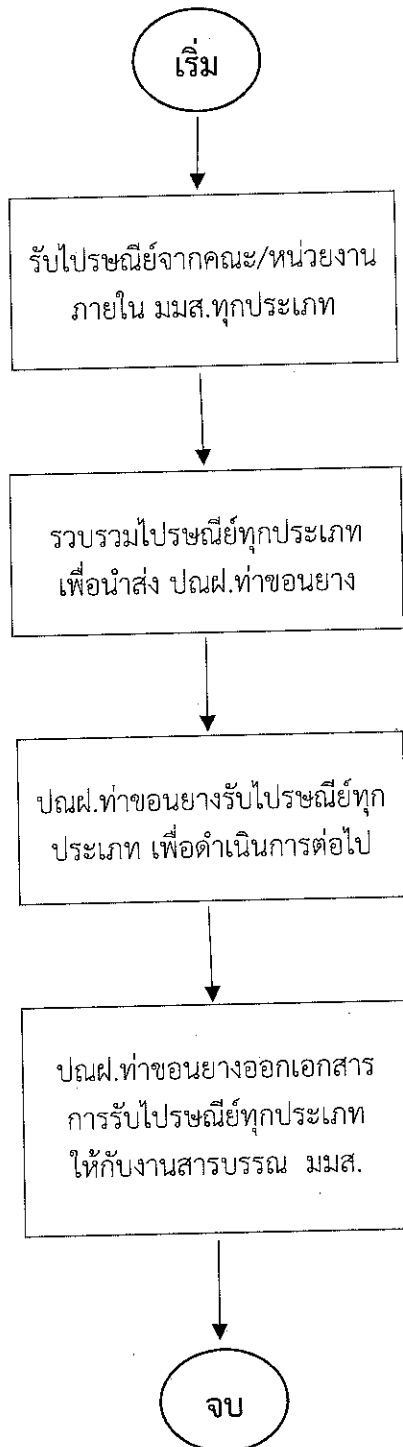 เริ่ม
รับไปรษณีย์จากคณะ/หน่วยงาน
ภายใน มมส.ทุกประเภท
รวบรวมไปรษณีย์ทุกประเภท
เพื่อนำส่ง ปณฝ.ท่าขอนยาง
ปณฝ.ท่าขอนยางรับไปรษณีย์ทุก
ประเภท เพื่อดำเนินการต่อไป
ปณฝ.ท่าขอนยางออกเอกสาร
การรับไปรษณีย์ทุกประเภท
ให้กับงานสารบรรณ มมส.
จบ